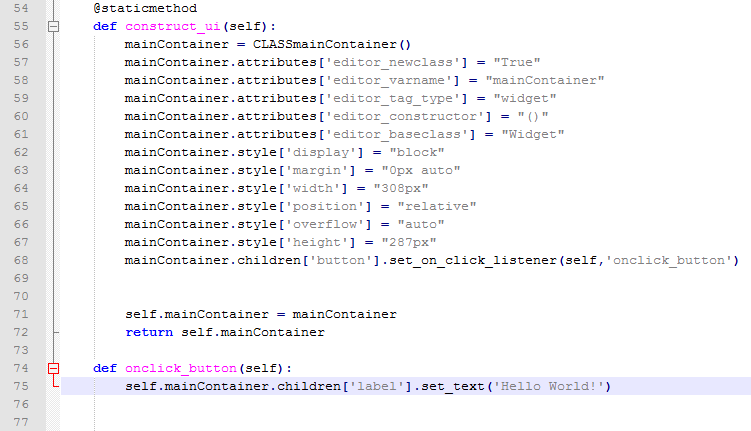 54 @staticmethod
55 def construct_ui(self):
56 mainContainer = CLASSmainContainer()
57 mainContainer.attributes['editor_newclass'] = "True"
58 mainContainer.attributes['editor_varname'] = "mainContainer"
59 mainContainer.attributes['editor_tag_type'] = "widget"
60 mainContainer.attributes['editor_constructor'] = "()"
61 mainContainer.attributes['editor_baseclass'] = "Widget"
62 mainContainer.style['display'] = "block"
63 mainContainer.style['margin'] = "0px auto"
64 mainContainer.style['width'] = "308px"
65 mainContainer.style['position'] = "relative"
66 mainContainer.style['overflow'] = "auto"
67 mainContainer.style['height'] = "287px"
68 mainContainer.children['button'].set_on_click_listener(self,'onclick_button')
69
70
71 self.mainContainer = mainContainer
72 return self.mainContainer
73
74 def onclick_button(self):
75 self.mainContainer.children['label'].set_text('Hello World!')
76
77